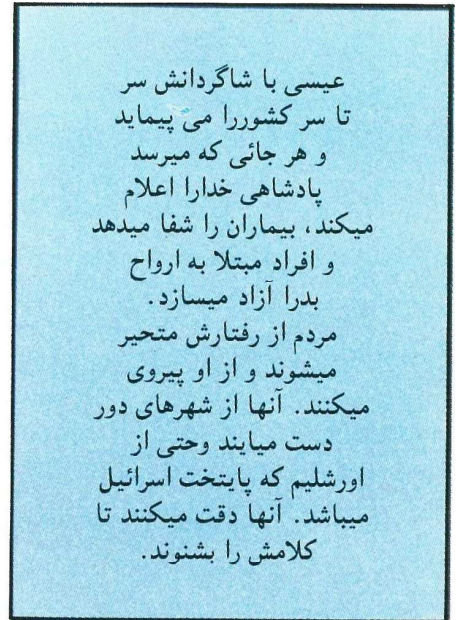 عیسی با شاگردانش سر
تا سر کشوررا می پیماید
و هر جائی که میرسد
پادشاهی خدارا اعلام
میکند، بیماران را شفا میدهد
و افراد مبتلا به ارواح
بدرا آزاد میسازد.
مردم از رفتارش متحیر
میشوند و از او پیروی
میکنند. آنها از شهرهای دور
دست میایند وحتی از
اورشلیم که پایتخت اسرائیل
میباشد. آنها دقت میکنند تا
کلامش را بشنوند.